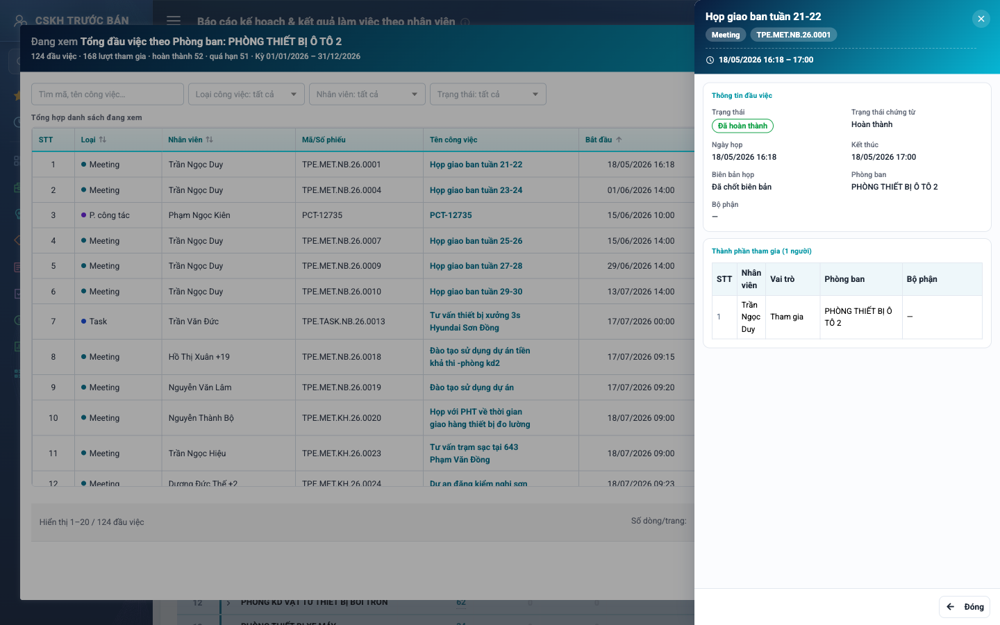 CSKH TRƯỚC BÁN
Báo cáo kế hoạch & kết quả làm việc theo nhân viên
Đang xem Tổng đầu việc theo Phòng ban: PHÒNG THIẾT BỊ Ô TÔ 2
124 đầu việc · 168 lượt tham gia · hoàn thành 52 · quá hạn 51 · Kỳ 01/01/2026 – 31/12/2026
Tìm mã, tên công việc...
Loại công việc: tất cả
Nhân viên: tất cả
Trạng thái: tất cả
Tổng hợp danh sách đang xem
STT Loại Nhân viên Mã/Số phiếu Tên công việc Bắt đầu
1 Meeting Trần Ngọc Duy TPE.MET.NB.26.0001 Họp giao ban tuần 21-22 18/05/2026 16:18
2 Meeting Trần Ngọc Duy TPE.MET.NB.26.0004 Họp giao ban tuần 23-24 01/06/2026 14:00
3 P. công tác Phạm Ngọc Kiên PCT-12735 PCT-12735 15/06/2026 10:00
4 Meeting Trần Ngọc Duy TPE.MET.NB.26.0007 Họp giao ban tuần 25-26 15/06/2026 14:00
5 Meeting Trần Ngọc Duy TPE.MET.NB.26.0009 Họp giao ban tuần 27-28 29/06/2026 14:00
6 Meeting Trần Ngọc Duy TPE.MET.NB.26.0010 Họp giao ban tuần 29-30 13/07/2026 14:00
7 Task Trần Văn Đức TPE.TASK.NB.26.0013 Tư vấn thiết bị xưởng 3s
Hyundai Sơn Đồng 17/07/2026 00:00
8 Meeting Hồ Thị Xuân +19 TPE.MET.NB.26.0018 Đào tạo sử dụng dự án tiền
khả thi -phòng kd2 17/07/2026 09:15
9 Meeting Nguyễn Văn Lâm TPE.MET.NB.26.0019 Đào tạo sử dụng dự án 17/07/2026 09:20
10 Meeting Nguyễn Thành Bộ TPE.MET.KH.26.0020 Họp với PHT về thời gian
giao hàng thiết bị đo lường 18/07/2026 09:00
11 Meeting Trần Ngọc Hiệu TPE.MET.KH.26.0023 Tư vấn trạm sạc tại 643
Phạm Văn Đồng 18/07/2026 09:00
12 Meeting Dương Đức Thế +2 TPE.MET.KH.26.0024 Dự an đăng kiểm nghi sơn 18/07/2026 09:23
Hiển thị 1–20 / 124 đầu việc
Số dòng/trang:
12 PHÒNG KD VẬT TƯ THIẾT BỊ BÔI TRƠN 62 0 0
Họp giao ban tuần 21-22
Meeting TPE.MET.NB.26.0001
18/05/2026 16:18 – 17:00
Thông tin đầu việc
Trạng thái
Đã hoàn thành
Trạng thái chứng từ
Hoàn thành
Ngày họp
18/05/2026 16:18
Kết thúc
18/05/2026 17:00
Biên bản họp
Đã chốt biên bản
Phòng ban
PHÒNG THIẾT BỊ Ô TÔ 2
Bộ phận
–
Thành phần tham gia (1 người)
STT Nhân viên Vai trò Phòng ban Bộ phận
1 Trần Ngọc Duy Tham gia PHÒNG THIẾT BỊ Ô TÔ 2 –
Đóng